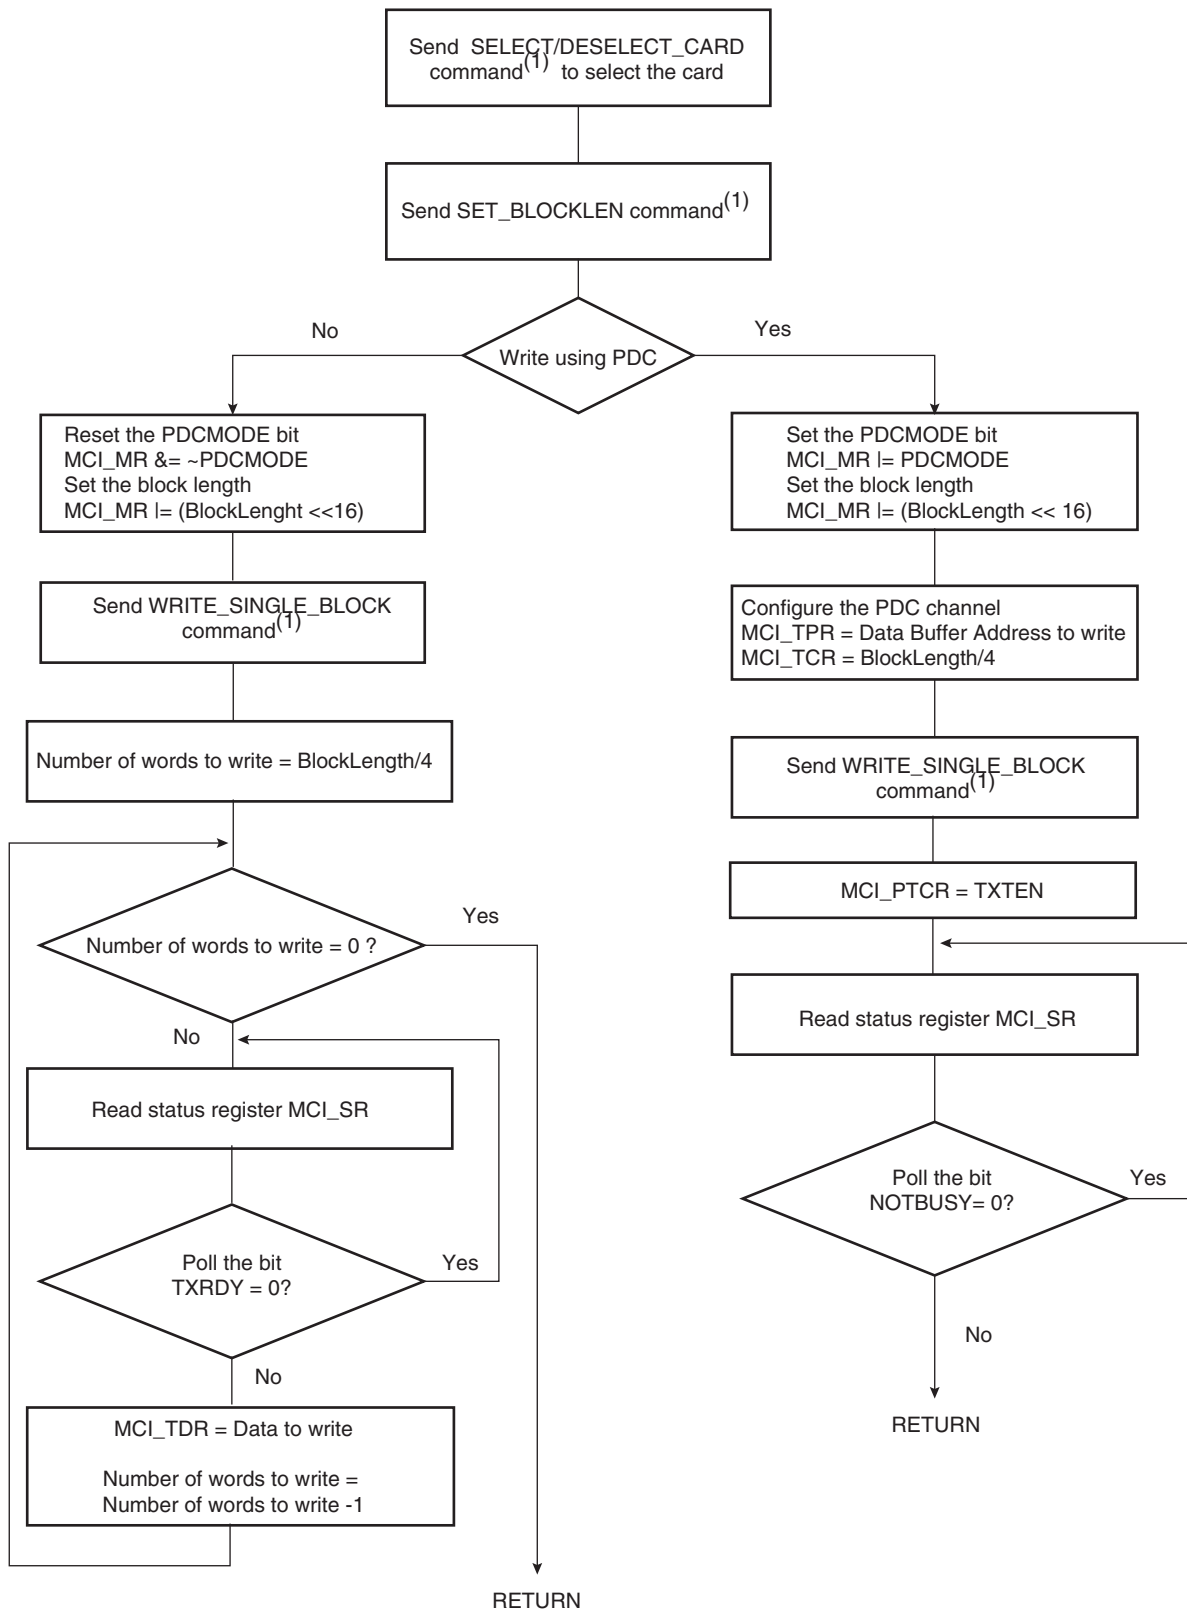 Send SELECT/DESELECT_CARD
command(1) to select the card
Send SET_BLOCKLEN command(1)
No
Yes
Write using PDC
Reset the PDCMODE bit
MCI_MR &= ~PDCMODE
Set the block length
MCI_MR |= (BlockLenght <<16)
Send WRITE_SINGLE_BLOCK
command(1)
Number of words to write = BlockLength/4
Number of words to write = 0 ?
Yes
No
Read status register MCI_SR
Poll the bit
TXRDY = 0?
Yes
No
MCI_TDR = Data to write
Number of words to write =
Number of words to write -1
RETURN
Set the PDCMODE bit
MCI_MR |= PDCMODE
Set the block length
MCI_MR |= (BlockLength << 16)
Configure the PDC channel
MCI_TPR = Data Buffer Address to write
MCI_TCR = BlockLength/4
Send WRITE_SINGLE_BLOCK
command(1)
MCI_PTCR = TXTEN
Read status register MCI_SR
Poll the bit
NOTBUSY= 0?
Yes
No
RETURN